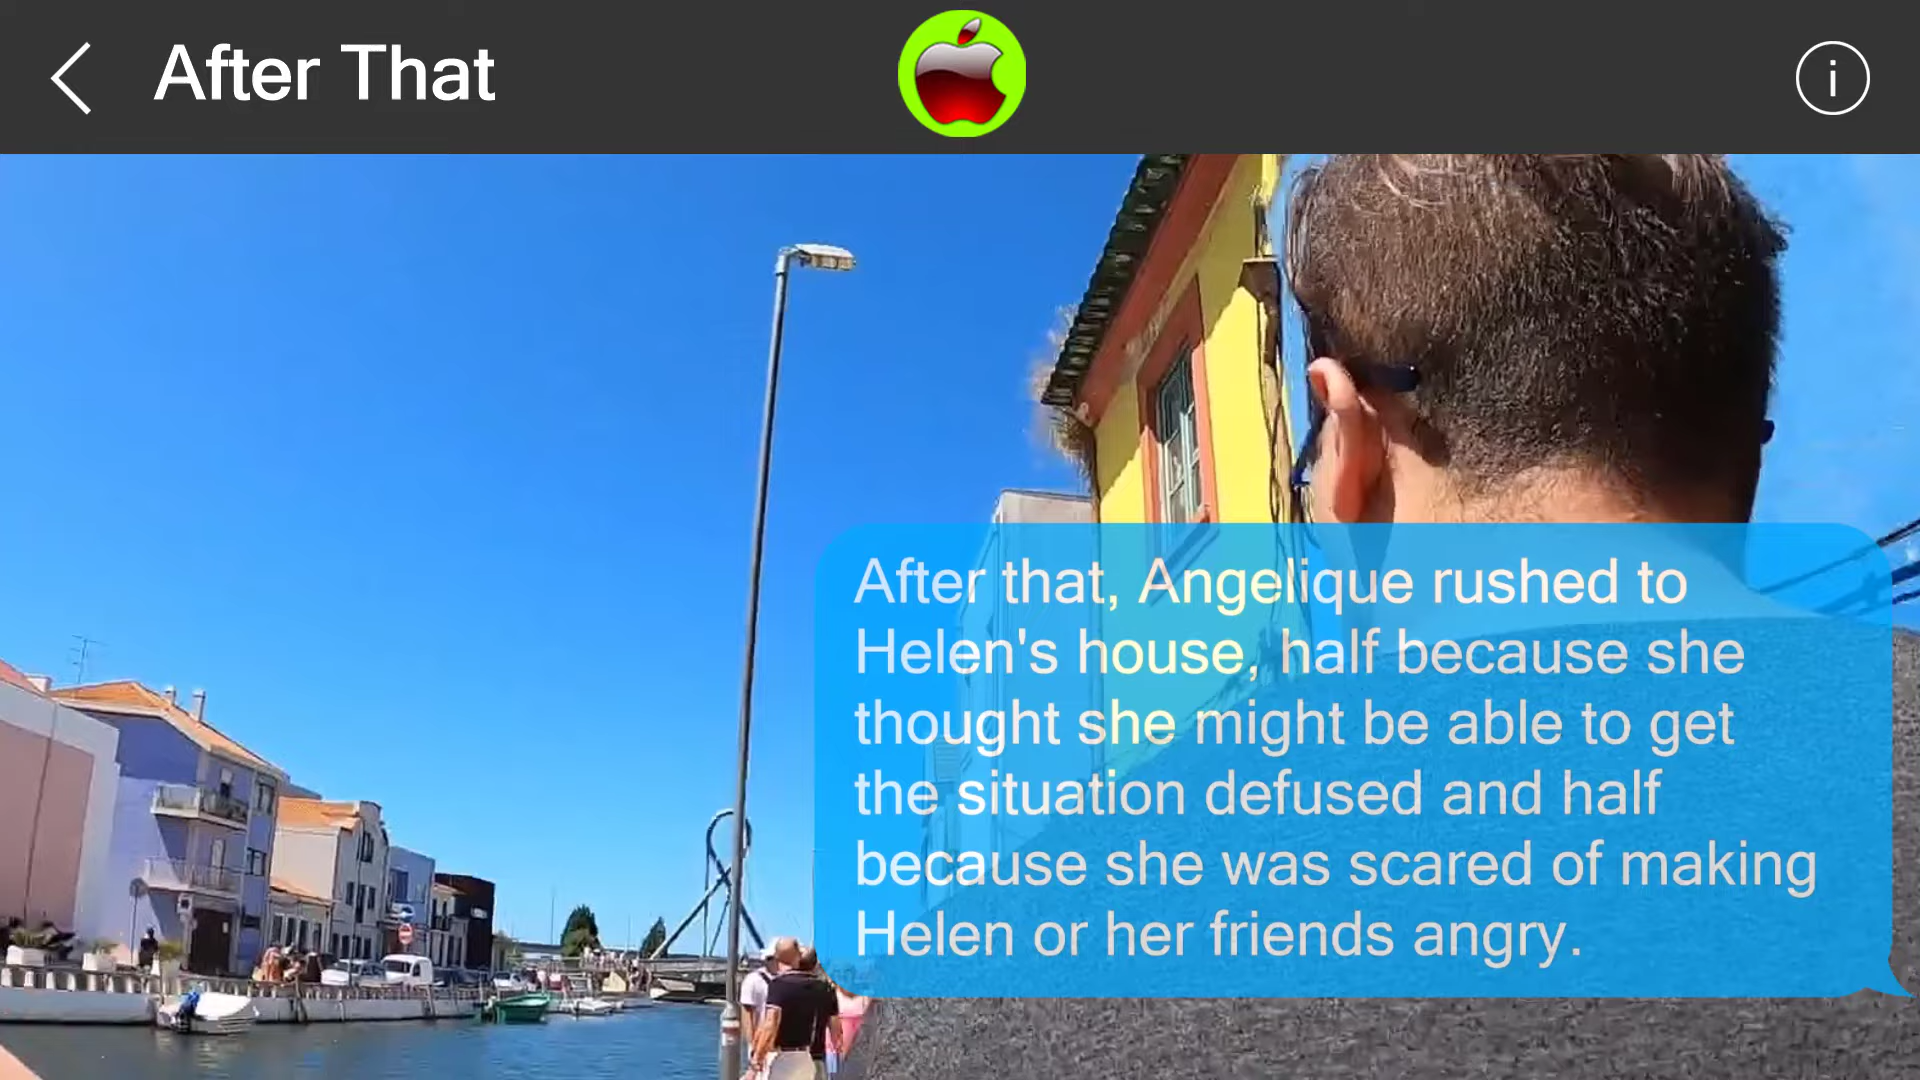 After That
i
After that, Angelique rushed to
Helen's house, half because she
thought she might be able to get
the situation defused and half
because she was scared of making
Helen or her friends angry.